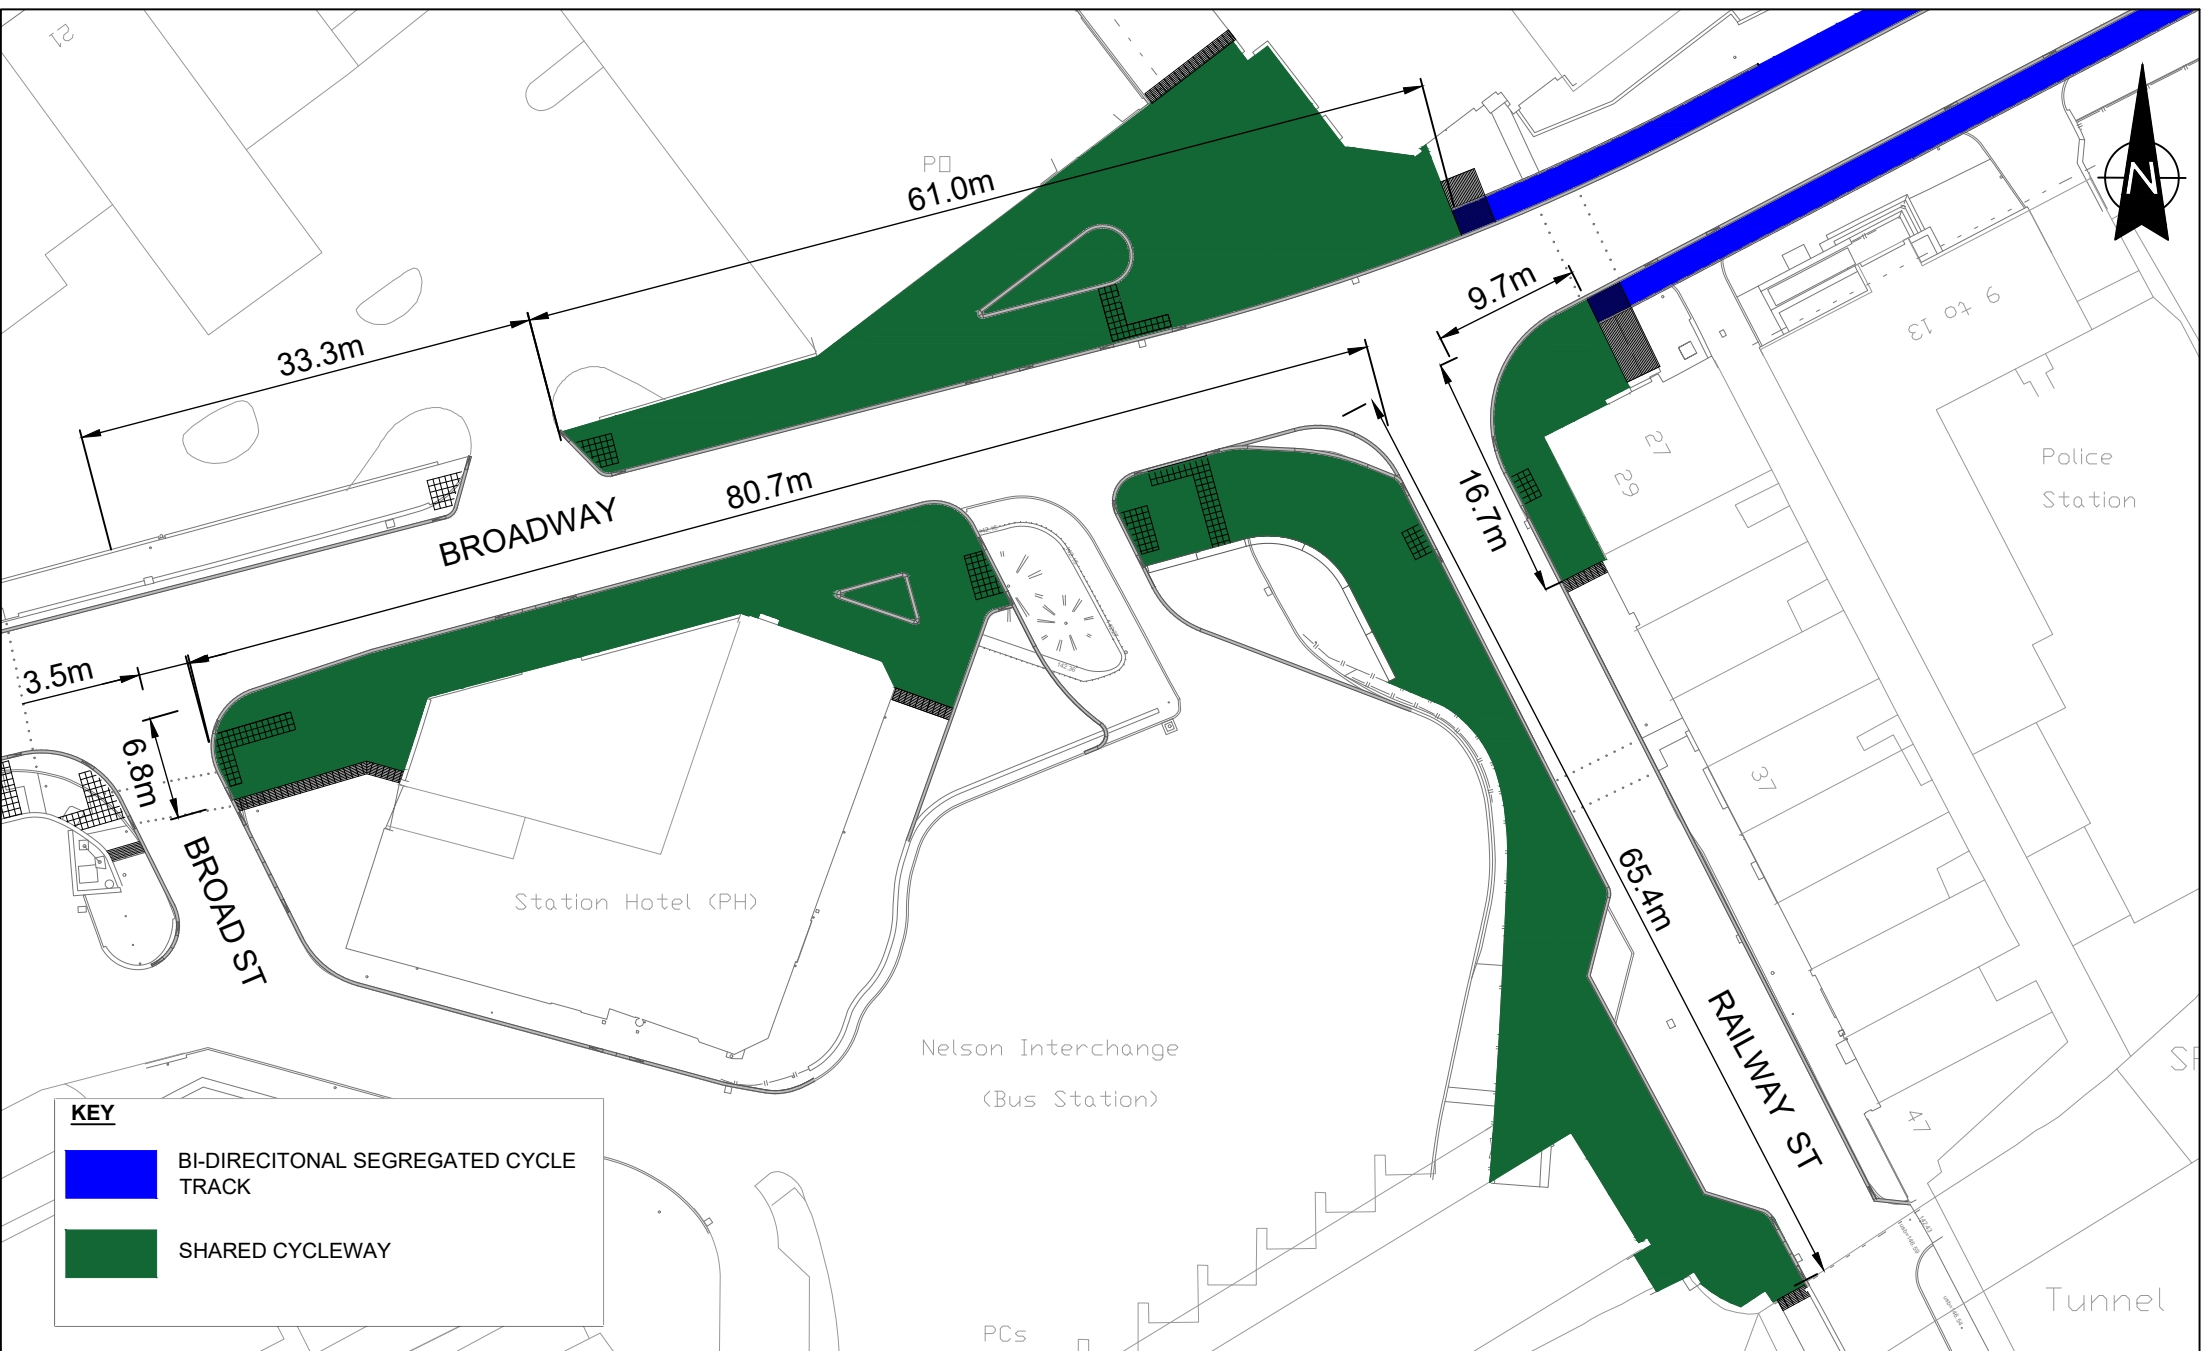 21
PO
61.0m
N
33.3m
9.7m
9 to 13
80.7m
BROADWAY
27
29
16.7m
Police
Station
3.5m
6.8m
37
BROAD ST
Station Hotel (PH)
65.4m
Nelson Interchange
(Bus Station)
RAILWAY ST
47
KEY
BI-DIRECITONAL SEGREGATED CYCLE
TRACK
SHARED CYCLEWAY
Tunnel
PCs